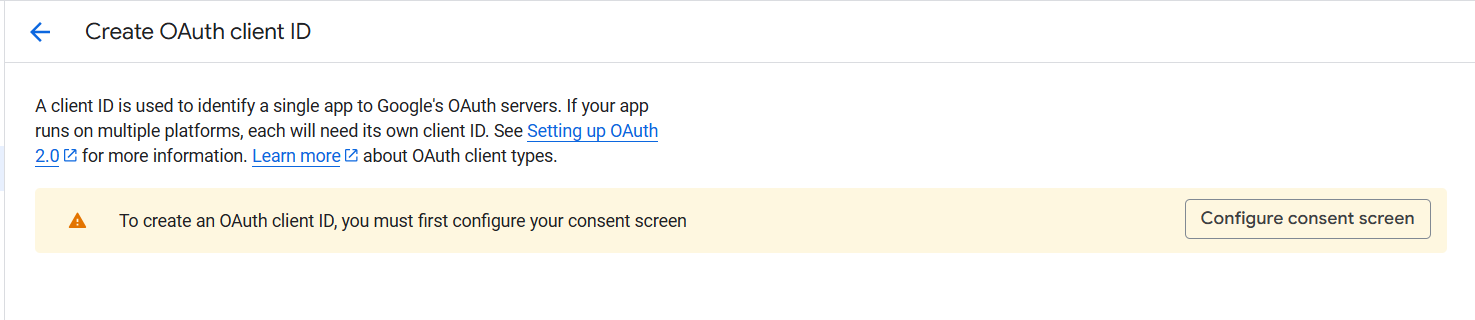 Create OAuth client ID
A client ID is used to identify a single app to Google's OAuth servers. If your app
runs on multiple platforms, each will need its own client ID. See Setting up OAuth
2.0 for more information. Learn more about OAuth client types.
To create an OAuth client ID, you must first configure your consent screen
Configure consent screen